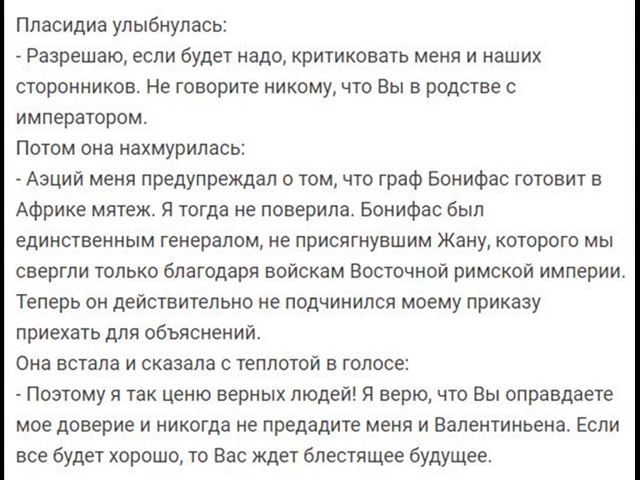 Пласидиа улыбнулась:
- Разрешаю, если будет надо, критиковать меня и наших
сторонников. Не говорите никому, что Вы в родстве с
императором.
Потом она нахмурилась:
- Аэций меня предупреждал о том, что граф Бонифас готовит в
Африке мятеж. Я тогда не поверила. Бонифас был
единственным генералом, не присягнувшим Жану, которого мы
свергли только благодаря войскам Восточной римской империи.
Теперь он действительно не подчинился моему приказу
приехать для объяснений.
Она встала и сказала с теплотой в голосе:
- Поэтому я так ценю верных людей! Я верю, что Вы оправдаете
мое доверие и никогда не предадите меня и Валентиньена. Если
все будет хорошо, то Вас ждет блестящее будущее.